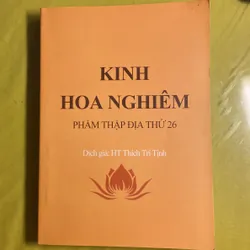 KINH
HOA NGHIÊM
PHẨM THẬP ĐỊA THỨ 26
Dịch giả: HT Thích Trí Tịnh